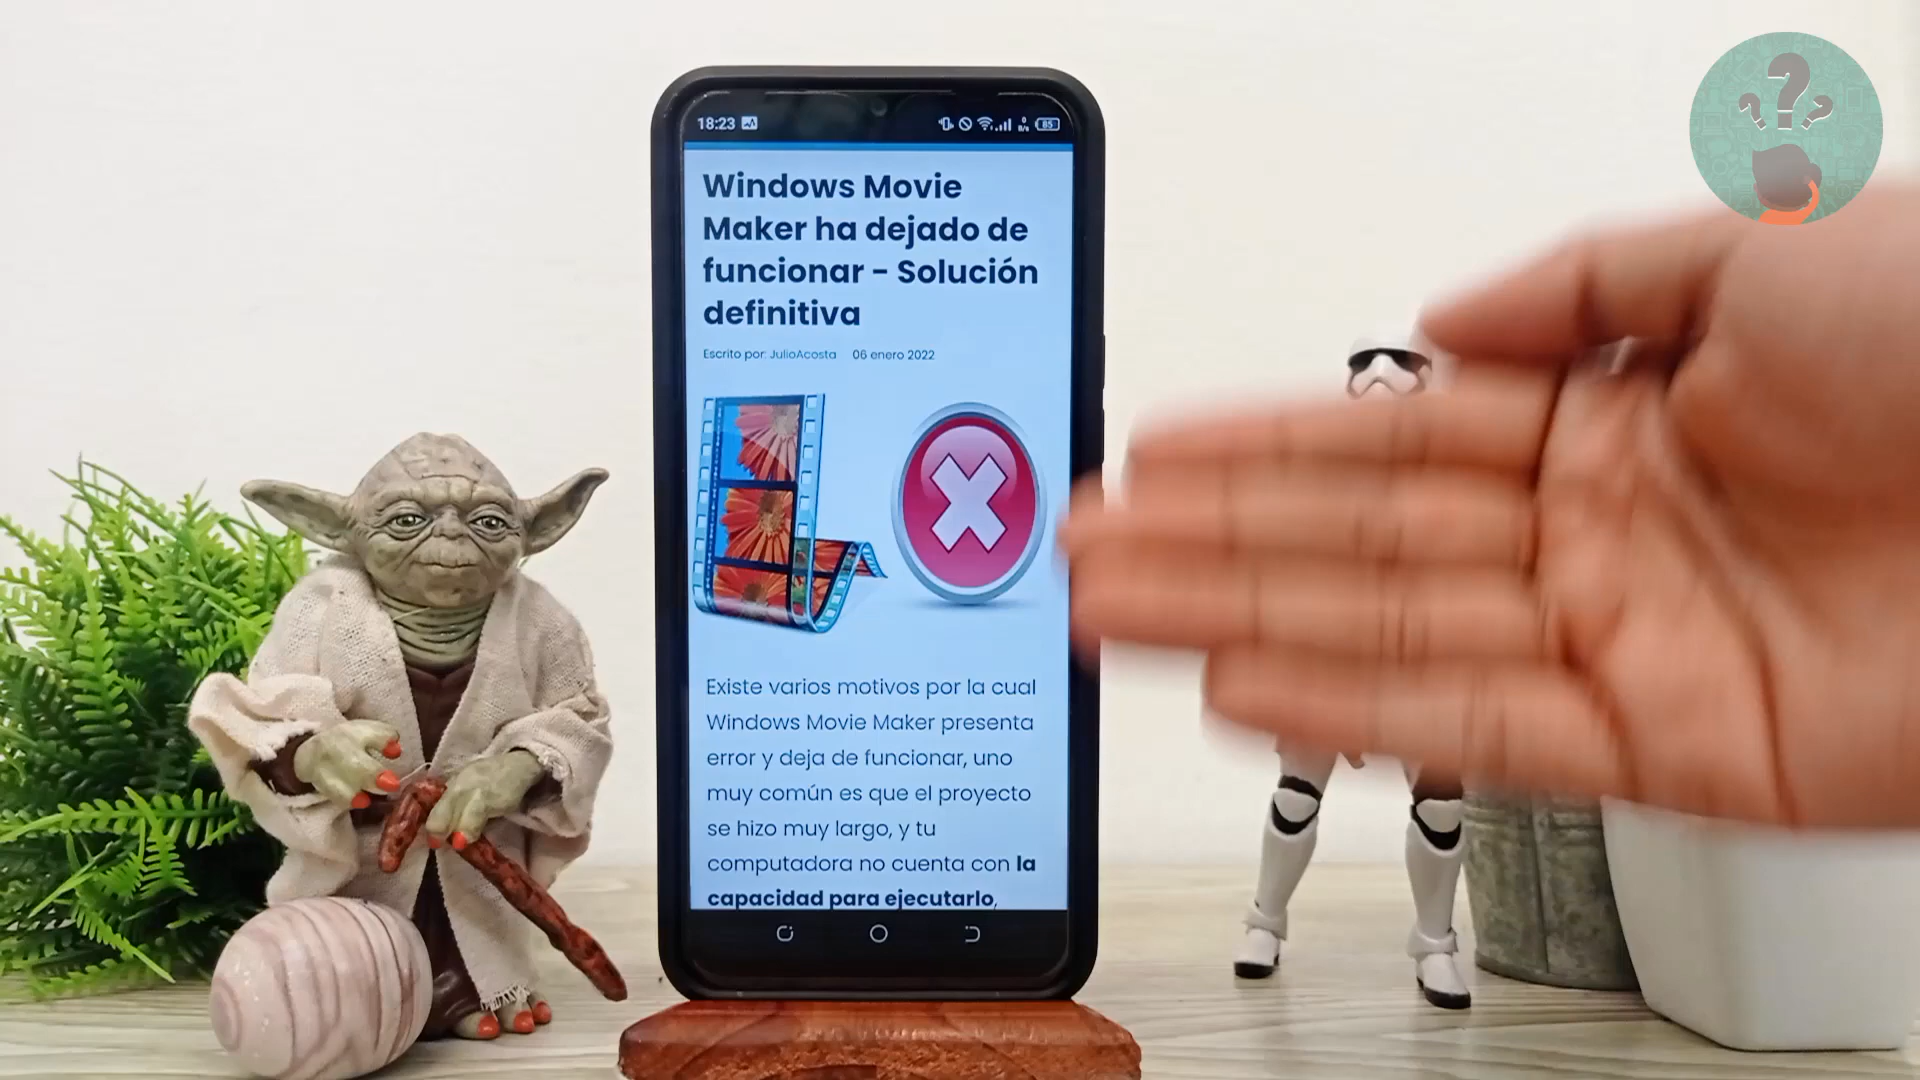 18:23
85
Windows Movie
Maker ha dejado de
funcionar - Solución
definitiva
Escrito por: JulioAcosta 06 enero 2022
Existe varios motivos por la cual
Windows Movie Maker presenta
error y deja de funcionar, uno
muy común es que el proyecto
se hizo muy largo, y tu
computadora no cuenta con la
capacidad para ejecutarlo,